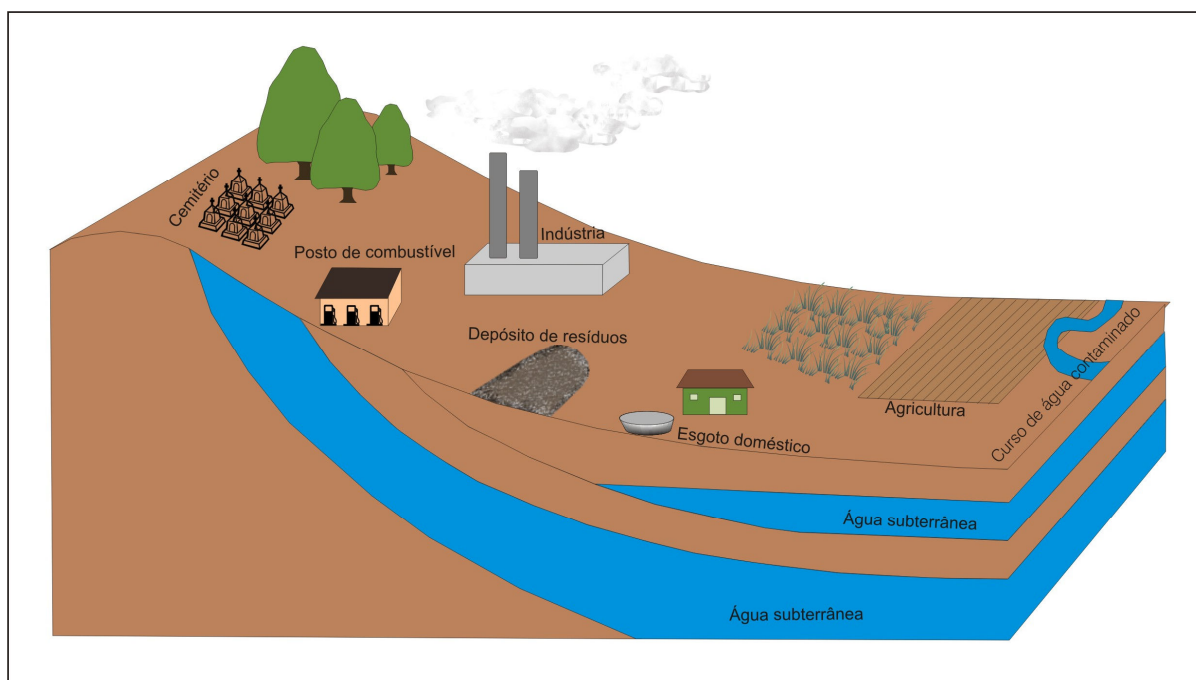 Cemitério
Posto de combustível
Indústria
Depósito de resíduos
Esgoto doméstico
Agricultura
Curso de água contaminado
Água subterrânea
Água subterrânea